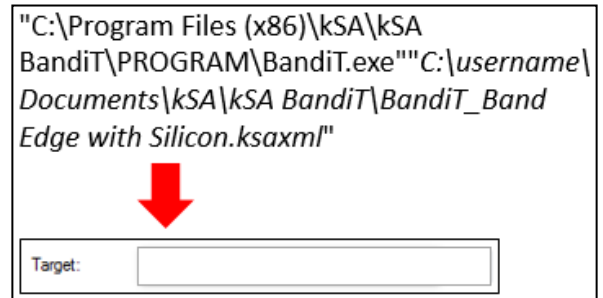 "C:\Program Files (x86)\kSA\kSA
BandiT\PROGRAM\BandiT.exe""C:\username\
Documents\kSA\kSA BandiT\BandiT_Band
Edge with Silicon.ksaxml"
Target: